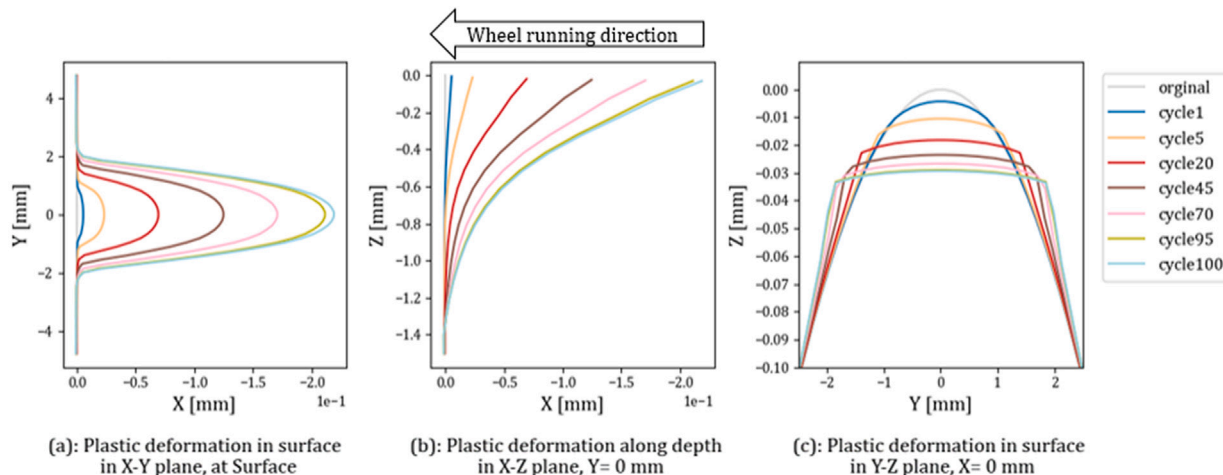 Wheel running direction
4
2
0
−2
−4
Y [mm]
0.0
−0.5
−1.0
−1.5
−2.0
1e−1
X [mm]
(a): Plastic deformation in surface
in X-Y plane, at Surface
0.0
−0.2
−0.4
−0.6
−0.8
−1.0
−1.2
−1.4
Z [mm]
0.0
−0.5
−1.0
−1.5
−2.0
1e−1
X [mm]
(b): Plastic deformation along depth
in X-Z plane, Y= 0 mm
0.00
−0.01
−0.02
−0.03
−0.04
−0.05
−0.06
−0.07
−0.08
−0.09
−0.10
Z [mm]
−2
−1
0
1
2
Y [mm]
(c): Plastic deformation in surface
in Y-Z plane, X= 0 mm
orginal
cycle1
cycle5
cycle20
cycle45
cycle70
cycle95
cycle100